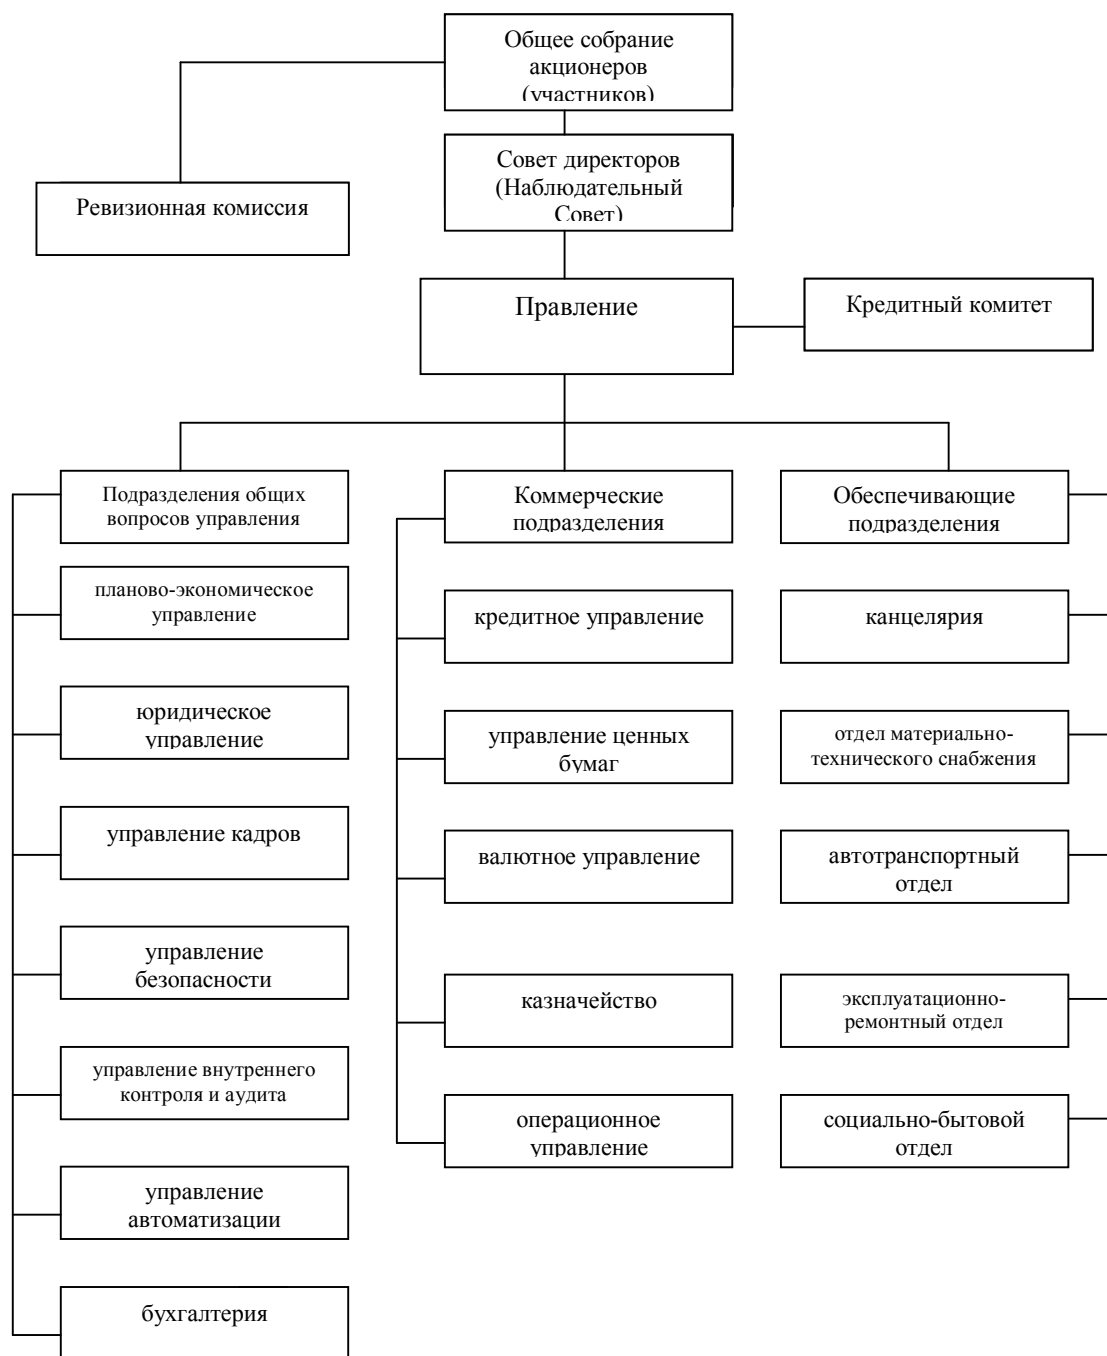 Общее собрание
акционеров
(участников)
Совет директоров
(Наблюдательный
Совет)
Ревизионная комиссия
Правление
Кредитный комитет
Подразделения общих
вопросов управления
планово-экономическое
управление
юридическое
управление
управление кадров
управление
безопасности
управление внутреннего
контроля и аудита
управление
автоматизации
бухгалтерия
Коммерческие
подразделения
кредитное управление
управление ценных
бумаг
валютное управление
казначейство
операционное
управление
Обеспечивающие
подразделения
канцелярия
отдел материально-
технического снабжения
автотранспортный
отдел
эксплуатационно-
ремонтный отдел
социально-бытовой
отдел